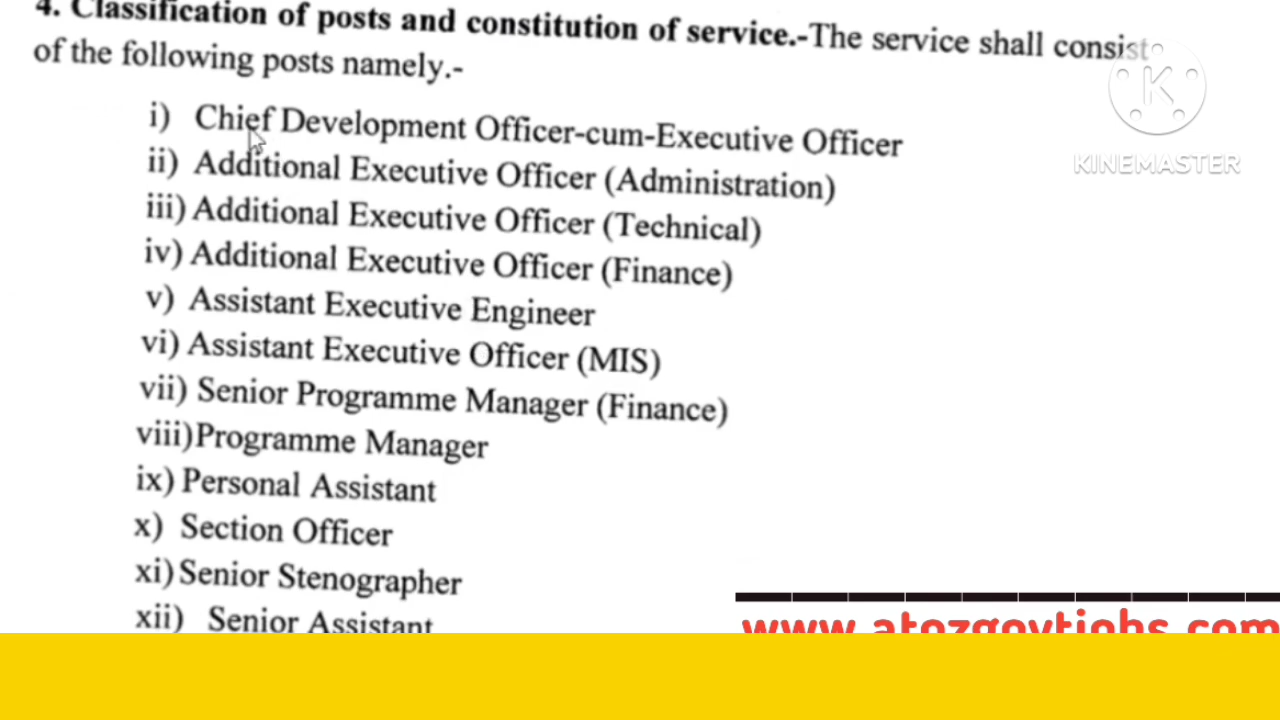 4. Classification of posts and constitution of service.-The service shall consist
of the following posts namely.-
i) Chief Development Officer-cum-Executive Officer
ii) Additional Executive Officer (Administration)
iii) Additional Executive Officer (Technical)
iv) Additional Executive Officer (Finance)
v) Assistant Executive Engineer
vi) Assistant Executive Officer (MIS)
vii) Senior Programme Manager (Finance)
viii) Programme Manager
ix) Personal Assistant
x) Section Officer
xi) Senior Stenographer
xii) Senior Assistant
K
KINEMASTER
www.atozgovtjobs.com